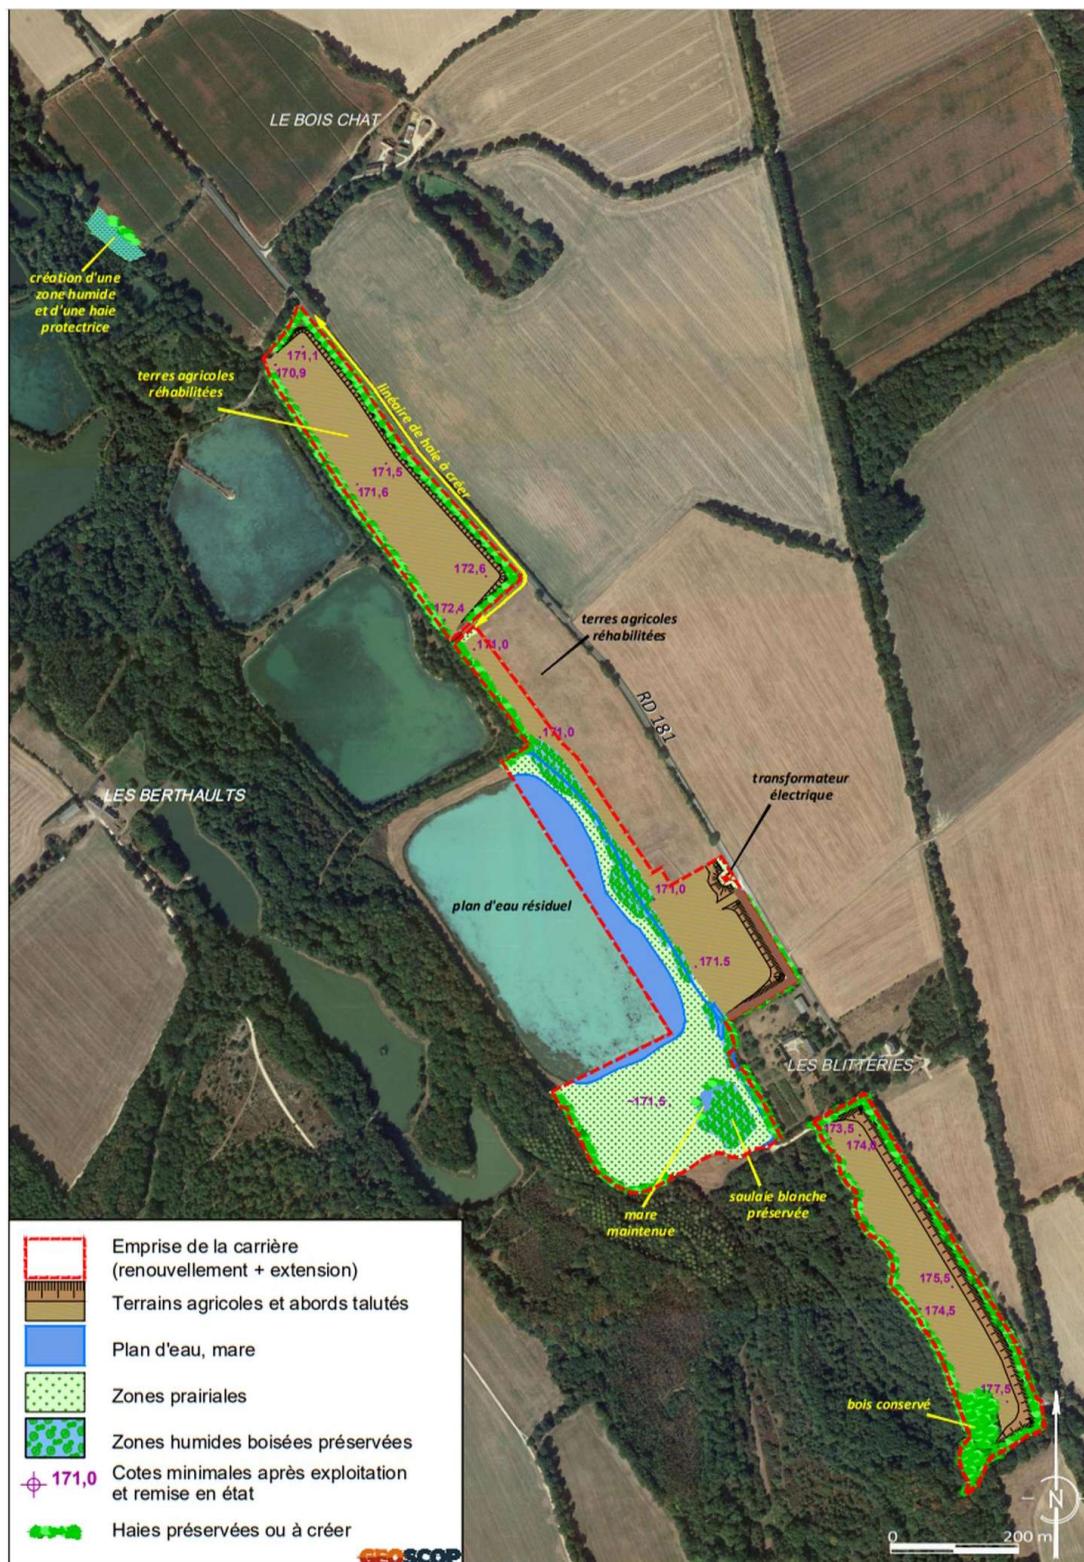 LE BOIS CHAT
création d'une
zone humide
et d'une haie
protectrice
171,1
170,9
terres agricoles
réhabilitées
linéaire de haie à créer
171,5
171,6
172,6
172,4
terres agricoles
réhabilitées
171,0
RD 181
171,0
transformateur
électrique
LES BERTHAULTS
171,0
plan d'eau résiduel
171.5
LES BLITTERIES
~171,5
173,5
174,0
saulaie blanche
préservée
mare
maintenue
175,5
174,5
177,5
bois conservé
Emprise de la carrière
(renouvellement + extension)
Terrains agricoles et abords talutés
Plan d'eau, mare
Zones prairiales
Zones humides boisées préservées
171,0 Cotes minimales après exploitation
et remise en état
Haies préservées ou à créer
GEOSCOP
N
0 200 m